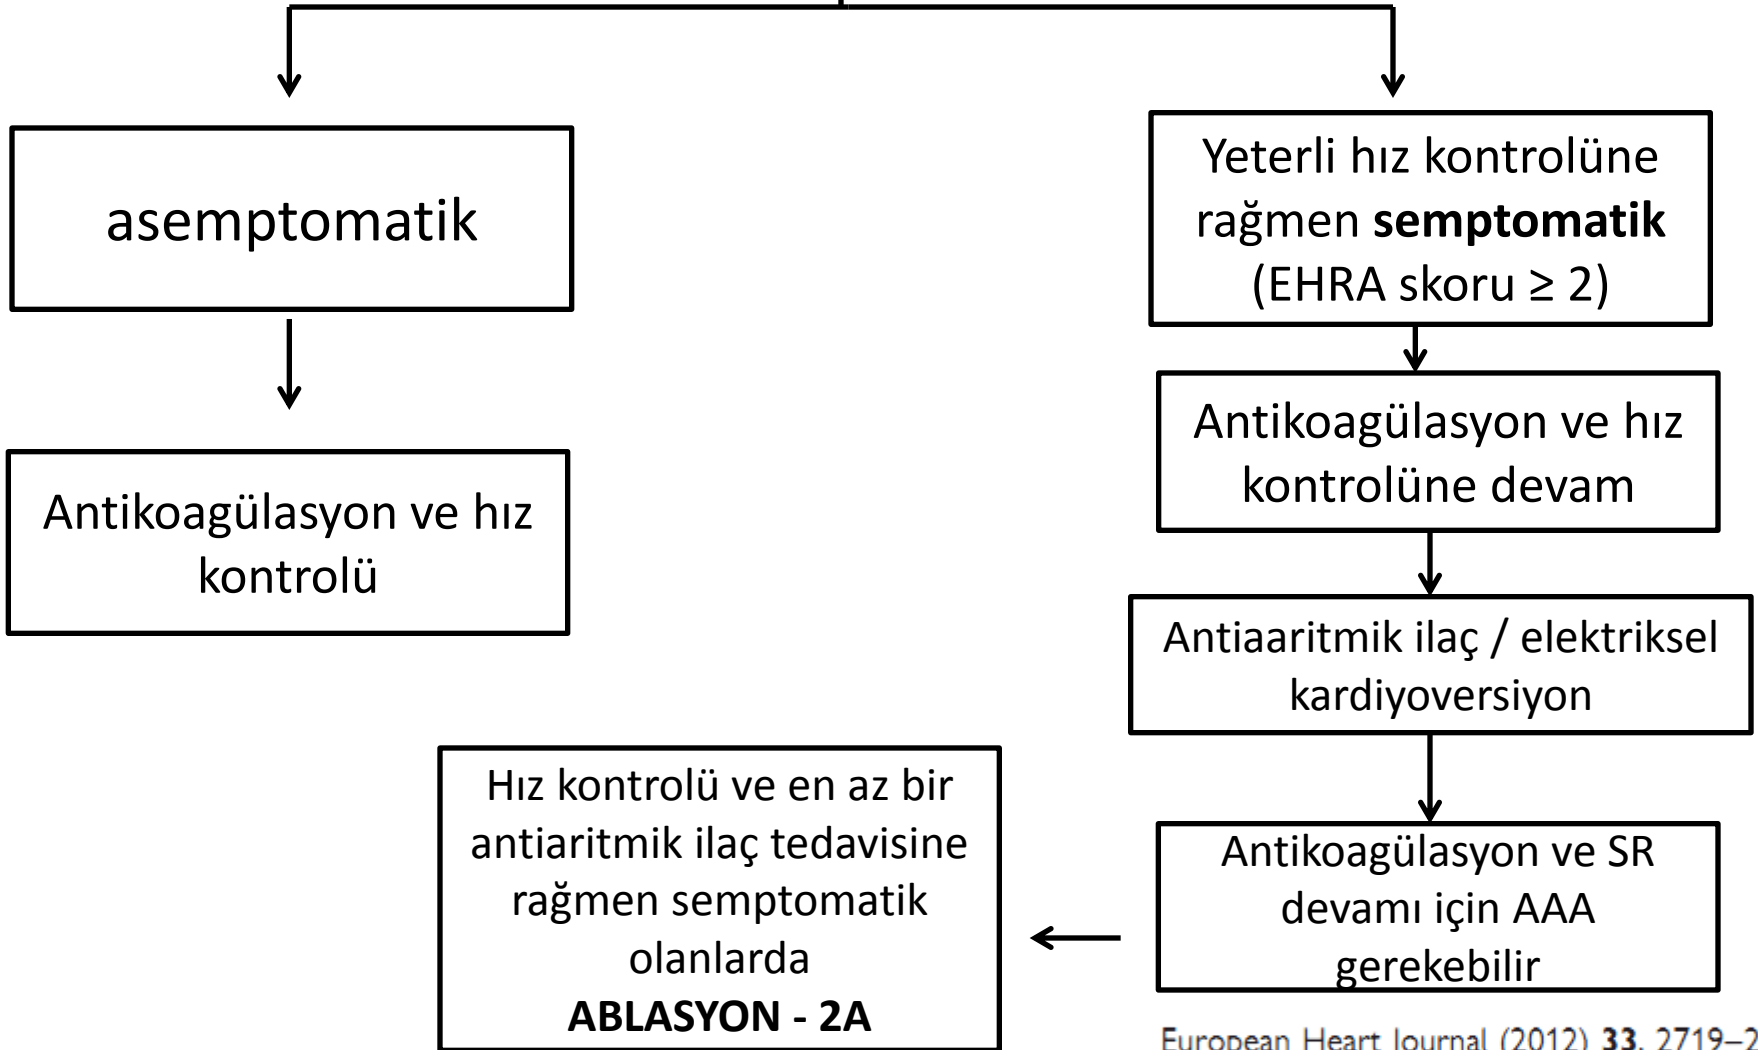 asemptomatik
Antikoagülasyon ve hız
kontrolü
Yeterli hız kontrolüne
rağmen semptomatik
(EHRA skoru ≥ 2)
Antikoagülasyon ve hız
kontrolüne devam
Antiaaritmik ilaç / elektriksel
kardiyoversiyon
Antikoagülasyon ve SR
devamı için AAA
gerekebilir
Hız kontrolü ve en az bir
antiaritmik ilaç tedavisine
rağmen semptomatik
olanlarda
ABLASYON - 2A
European Heart Journal (2012) 33, 2719–2